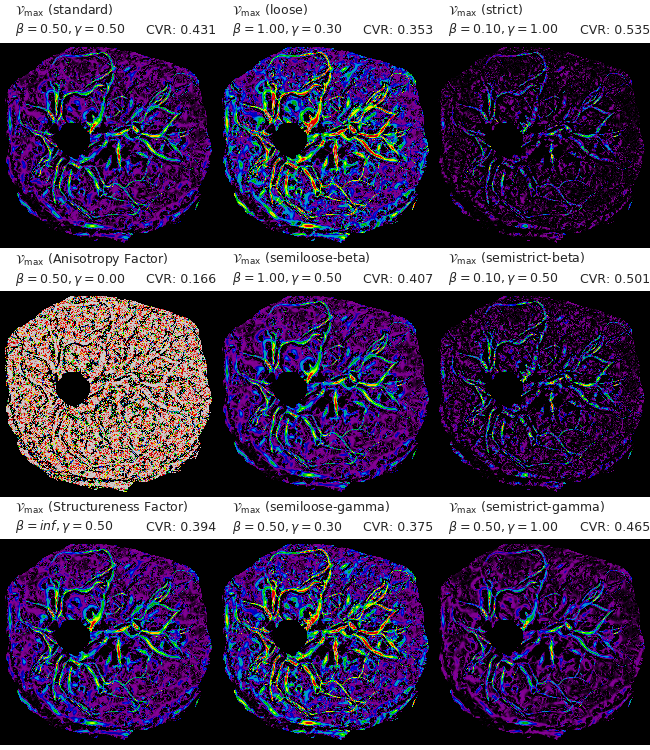 𝒱max (standard) 𝒱max (loose) 𝒱max (strict)
β = 0.50, γ = 0.50 CVR: 0.431 β = 1.00, γ = 0.30 CVR: 0.353 β = 0.10, γ = 1.00 CVR: 0.535
𝒱max (Anisotropy Factor) 𝒱max (semiloose-beta) 𝒱max (semistrict-beta)
β = 0.50, γ = 0.00 CVR: 0.166 β = 1.00, γ = 0.50 CVR: 0.407 β = 0.10, γ = 0.50 CVR: 0.501
𝒱max (Structureness Factor) 𝒱max (semiloose-gamma) 𝒱max (semistrict-gamma)
β = inf, γ = 0.50 CVR: 0.394 β = 0.50, γ = 0.30 CVR: 0.375 β = 0.50, γ = 1.00 CVR: 0.465